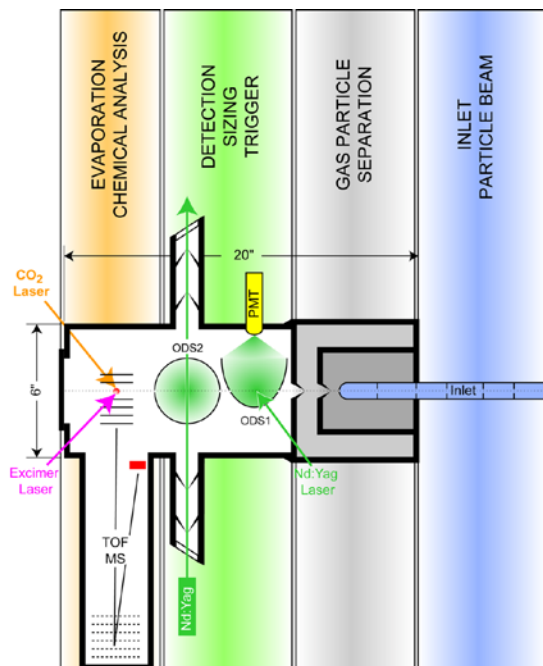 EVAPORATION
CHEMICAL ANALYSIS
DETECTION
SIZING
TRIGGER
GAS PARTICLE
SEPARATION
INLET
PARTICLE BEAM
20"
CO2
Laser
PMT
ODS2
6"
Inlet
ODS1
Excimer
Laser
Nd:Yag
Laser
TOF
MS
Nd:Yag